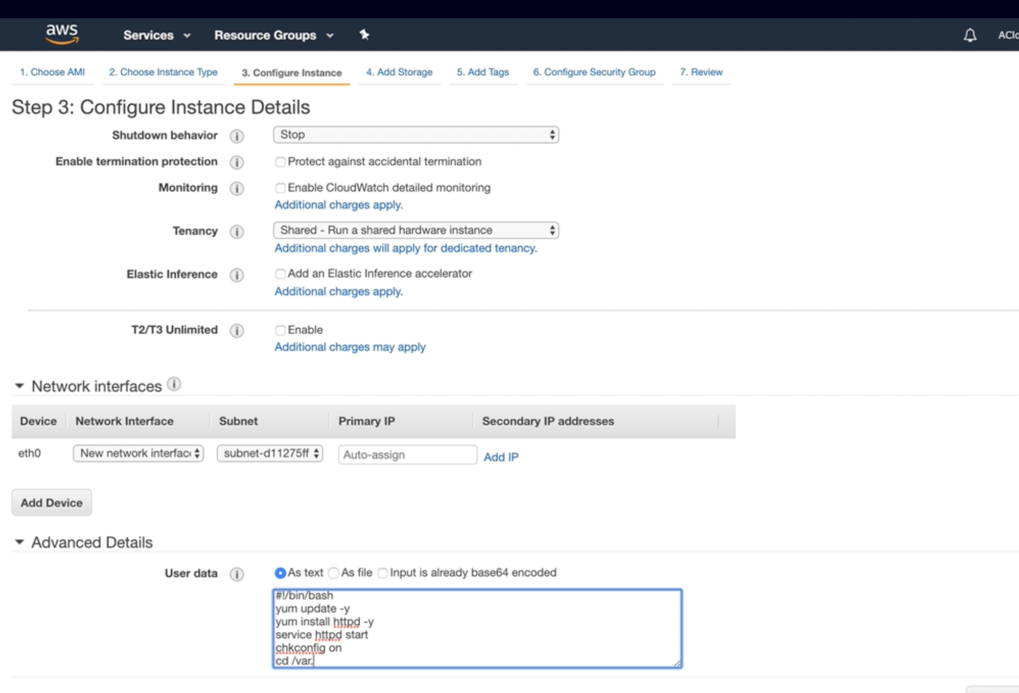 aws Services Resource Groups AClo
1. Choose AMI 2. Choose Instance Type 3. Configure Instance 4. Add Storage 5. Add Tags 6. Configure Security Group 7. Review
Step 3: Configure Instance Details
Shutdown behavior i Stop
Enable termination protection i Protect against accidental termination
Monitoring i Enable CloudWatch detailed monitoring
Additional charges apply.
Tenancy i Shared - Run a shared hardware instance
Additional charges will apply for dedicated tenancy.
Elastic Inference i Add an Elastic Inference accelerator
Additional charges apply.
T2/T3 Unlimited i Enable
Additional charges may apply
Network interfaces i
Device Network Interface Subnet Primary IP Secondary IP addresses
eth0 New network interfac subnet-d11275ff Auto-assign Add IP
Add Device
Advanced Details
User data i As text As file Input is already base64 encoded
#!/bin/bash
yum update -y
yum install httpd -y
service httpd start
chkconfig on
cd /var.